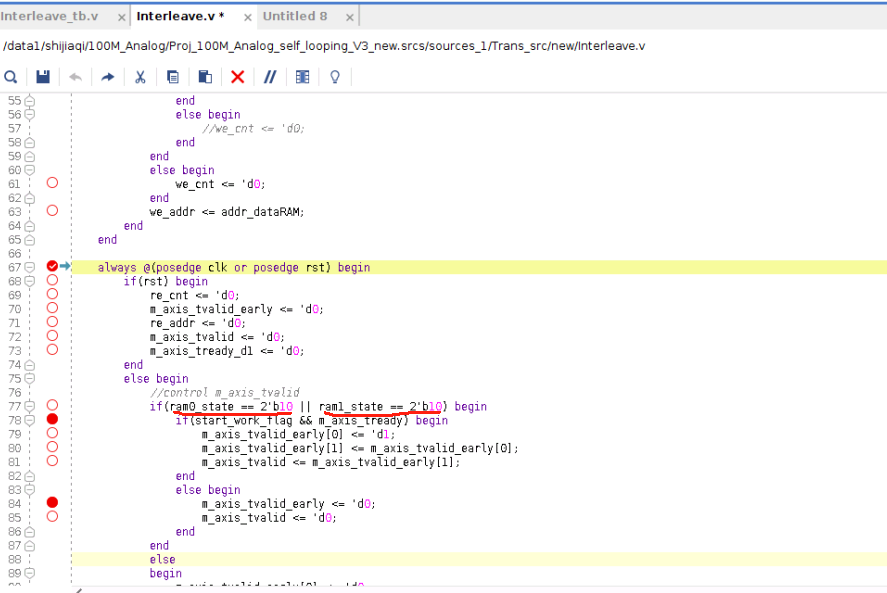 Interleave_tb.v × Interleave.v * × Untitled 8 ×
/data1/shijiaqi/100M_Analog/Proj_100M_Analog_self_looping_V3_new.srcs/sources_1/Trans_src/new/Interleave.v
55 end
56 else begin
57 //we_cnt <= 'd0;
58 end
59 end
60 else begin
61 we_cnt <= 'd0;
62 end
63 we_addr <= addr_dataRAM;
64 end
65 end
66
67 always @(posedge clk or posedge rst) begin
68 if(rst) begin
69 re_cnt <= 'd0;
70 m_axis_tvalid_early <= 'd0;
71 re_addr <= 'd0;
72 m_axis_tvalid <= 'd0;
73 m_axis_tready_d1 <= 'd0;
74 end
75 else begin
76 //control m_axis_tvalid
77 if(ram0_state == 2'b10 || ram1_state == 2'b10) begin
78 if(start_work_flag && m_axis_tready) begin
79 m_axis_tvalid_early[0] <= 'd1;
80 m_axis_tvalid_early[1] <= m_axis_tvalid_early[0];
81 m_axis_tvalid <= m_axis_tvalid_early[1];
82 end
83 else begin
84 m_axis_tvalid_early <= 'd0;
85 m_axis_tvalid <= 'd0;
86 end
87 end
88 else
89 begin